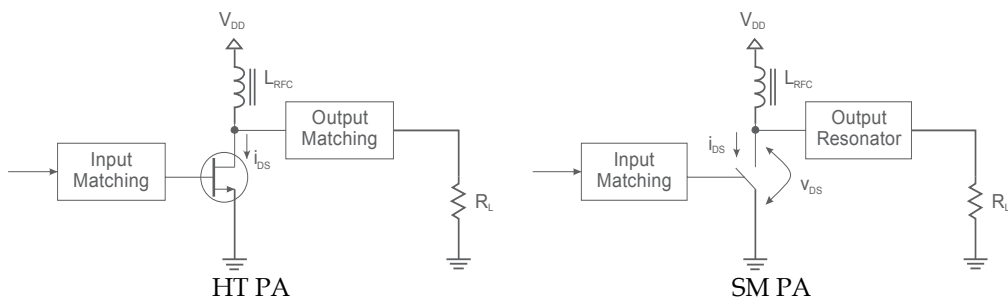 V_DD
L_RFC
Output
Matching
i_DS
Input
Matching
R_L
HT PA
V_DD
L_RFC
Output
Resonator
i_DS
Input
Matching
v_DS
R_L
SM PA